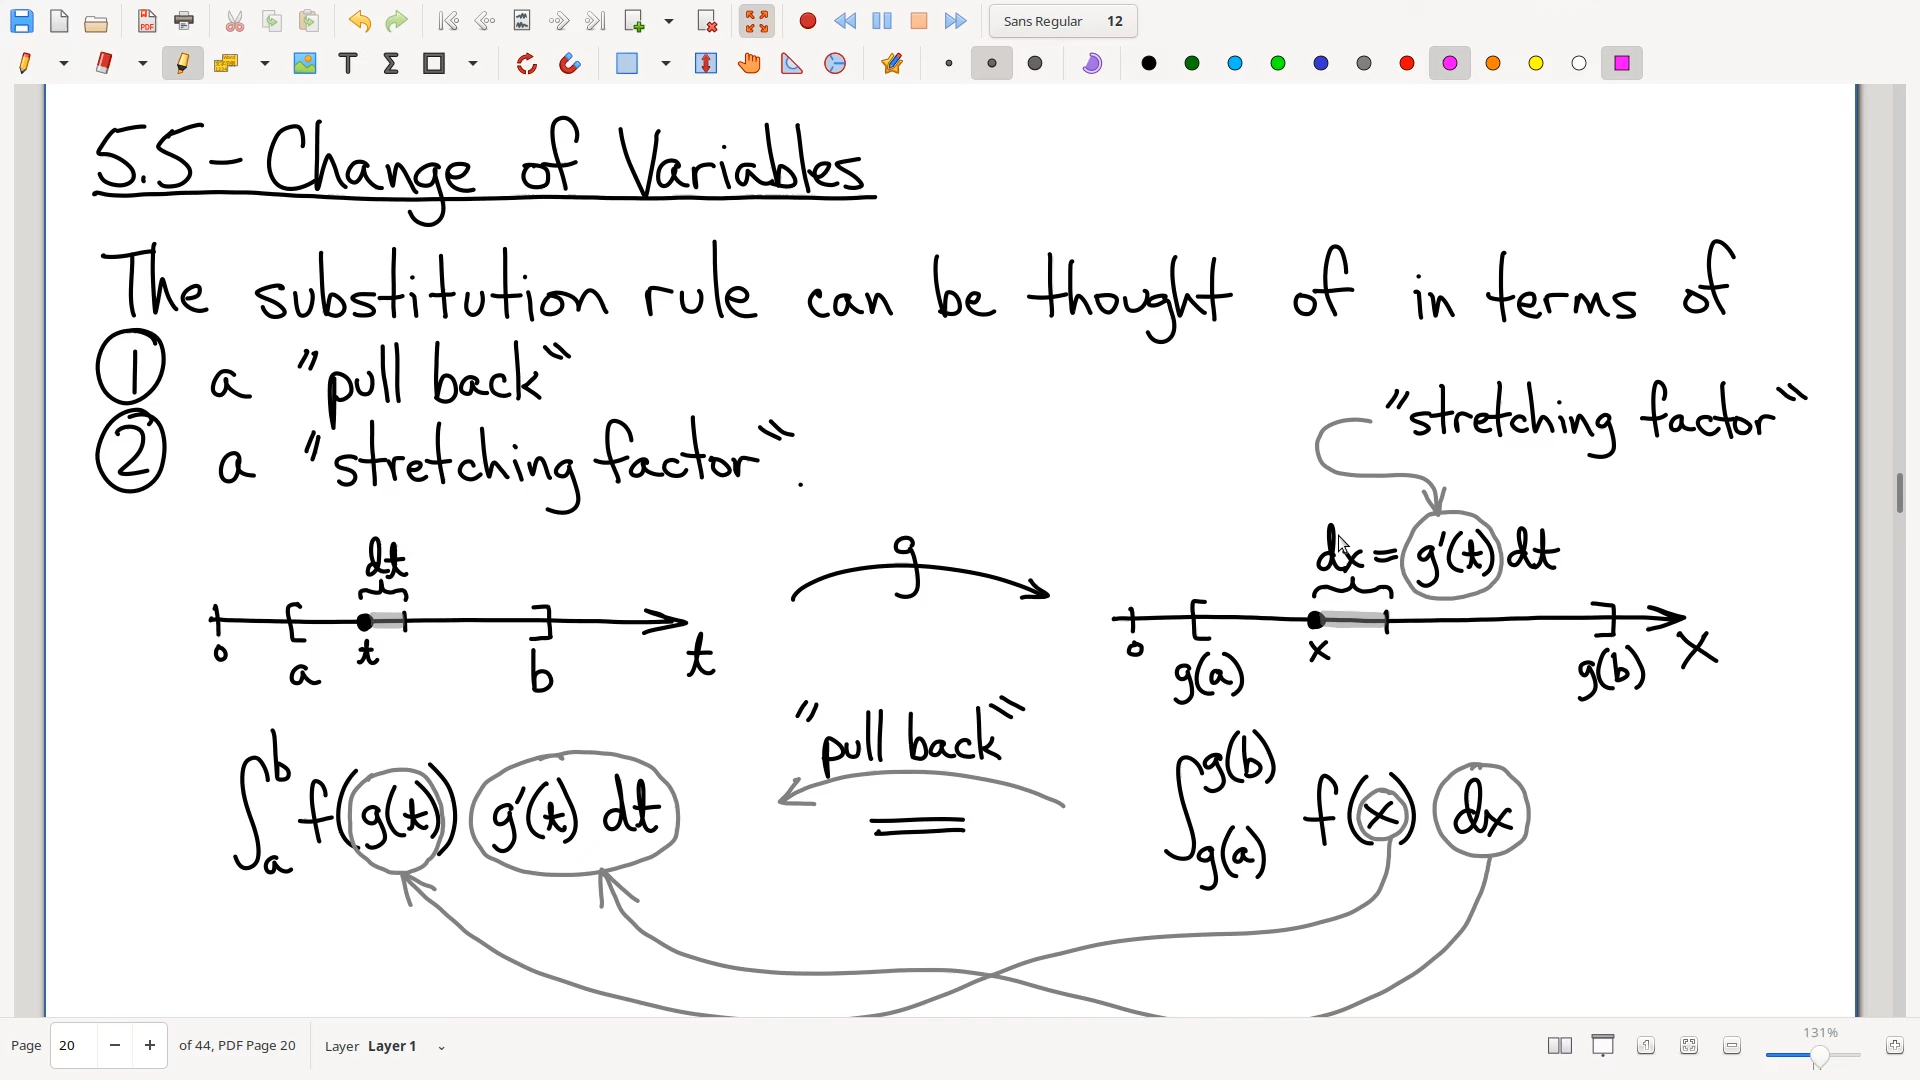 Sans Regular 12
5.5 - Change of Variables
The substitution rule can be thought of in terms of
① a "pull back"
② a "stretching factor".
"stretching factor"
dt
g
dx = g'(t) dt
0 a t b t
0 g(a) x g(b) x
"pull back"
∫_a^b f(g(t)) g'(t) dt = ∫_{g(a)}^{g(b)} f(x) dx
Page 20 of 44, PDF Page 20 Layer Layer 1 131%